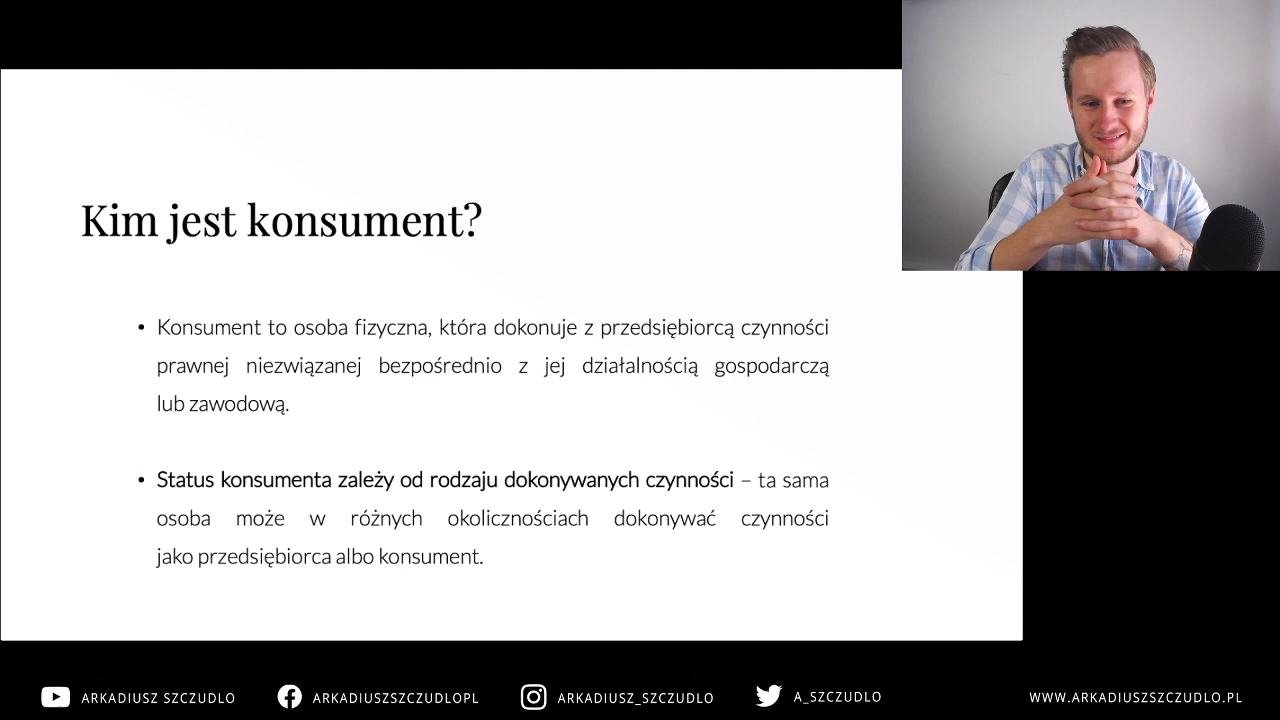 Kim jest konsument?
• Konsument to osoba fizyczna, która dokonuje z przedsiębiorcą czynności
prawnej niezwiązanej bezpośrednio z jej działalnością gospodarczą
lub zawodową.
• Status konsumenta zależy od rodzaju dokonywanych czynności – ta sama
osoba może w różnych okolicznościach dokonywać czynności
jako przedsiębiorca albo konsument.
ARKADIUSZ SZCZUDLO ARKADIUSZSZCZUDLOPL ARKADIUSZ_SZCZUDLO A_SZCZUDLO WWW.ARKADIUSZSZCZUDLO.PL